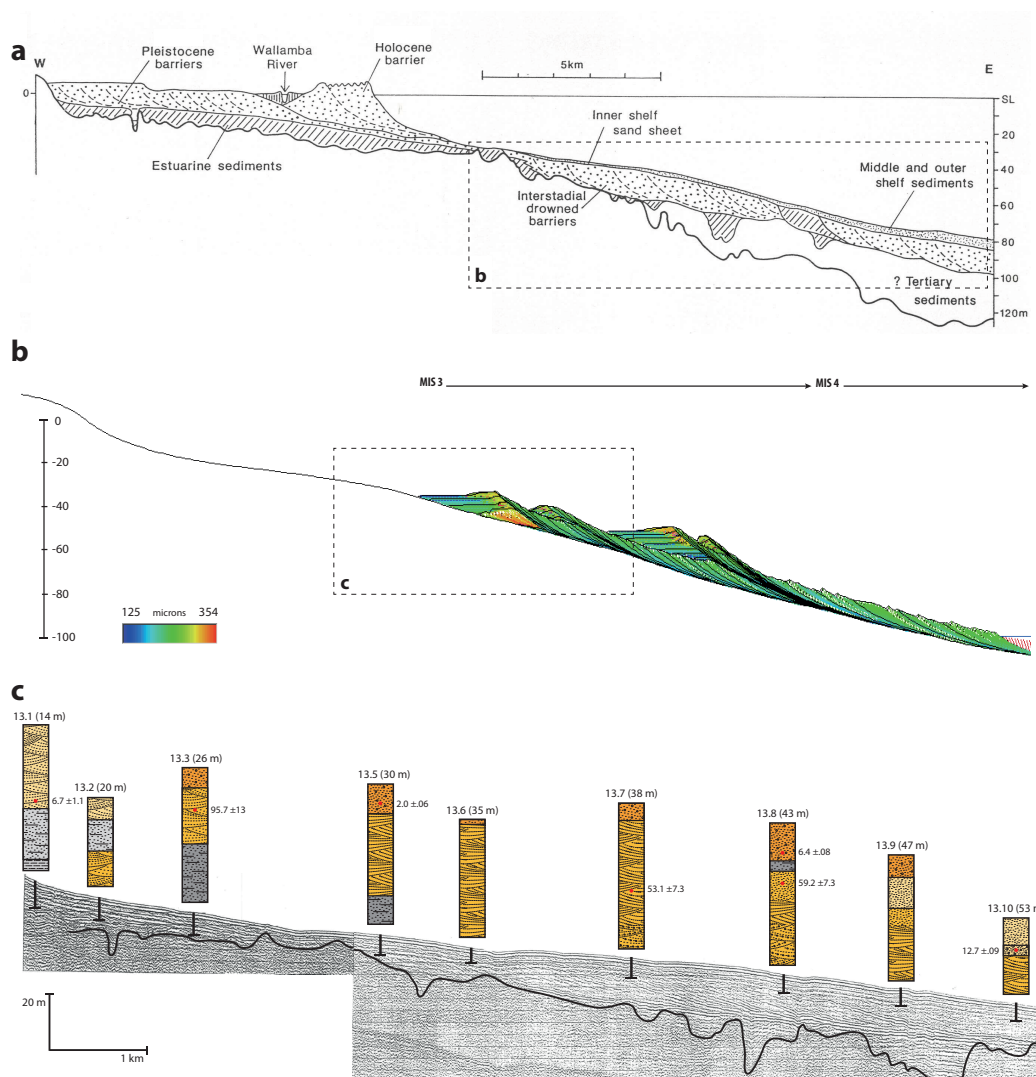 a
W
Pleistocene
barriers
Wallamba
River
Holocene
barrier
5km
E
0
SL
20
40
60
80
100
120m
Inner shelf
sand sheet
Middle and outer
shelf sediments
Estuarine sediments
Interstadial
drowned
barriers
b
? Tertiary
sediments
b
MIS 3
MIS 4
0
-20
-40
-60
-80
-100
c
125 microns 354
c
13.1 (14 m)
6.7 ±1.1
13.2 (20 m)
13.3 (26 m)
95.7 ±13
13.5 (30 m)
2.0 ±.06
13.6 (35 m)
13.7 (38 m)
53.1 ±7.3
13.8 (43 m)
6.4 ±.08
59.2 ±7.3
13.9 (47 m)
13.10 (53 m
12.7 ±.09
20 m
1 km